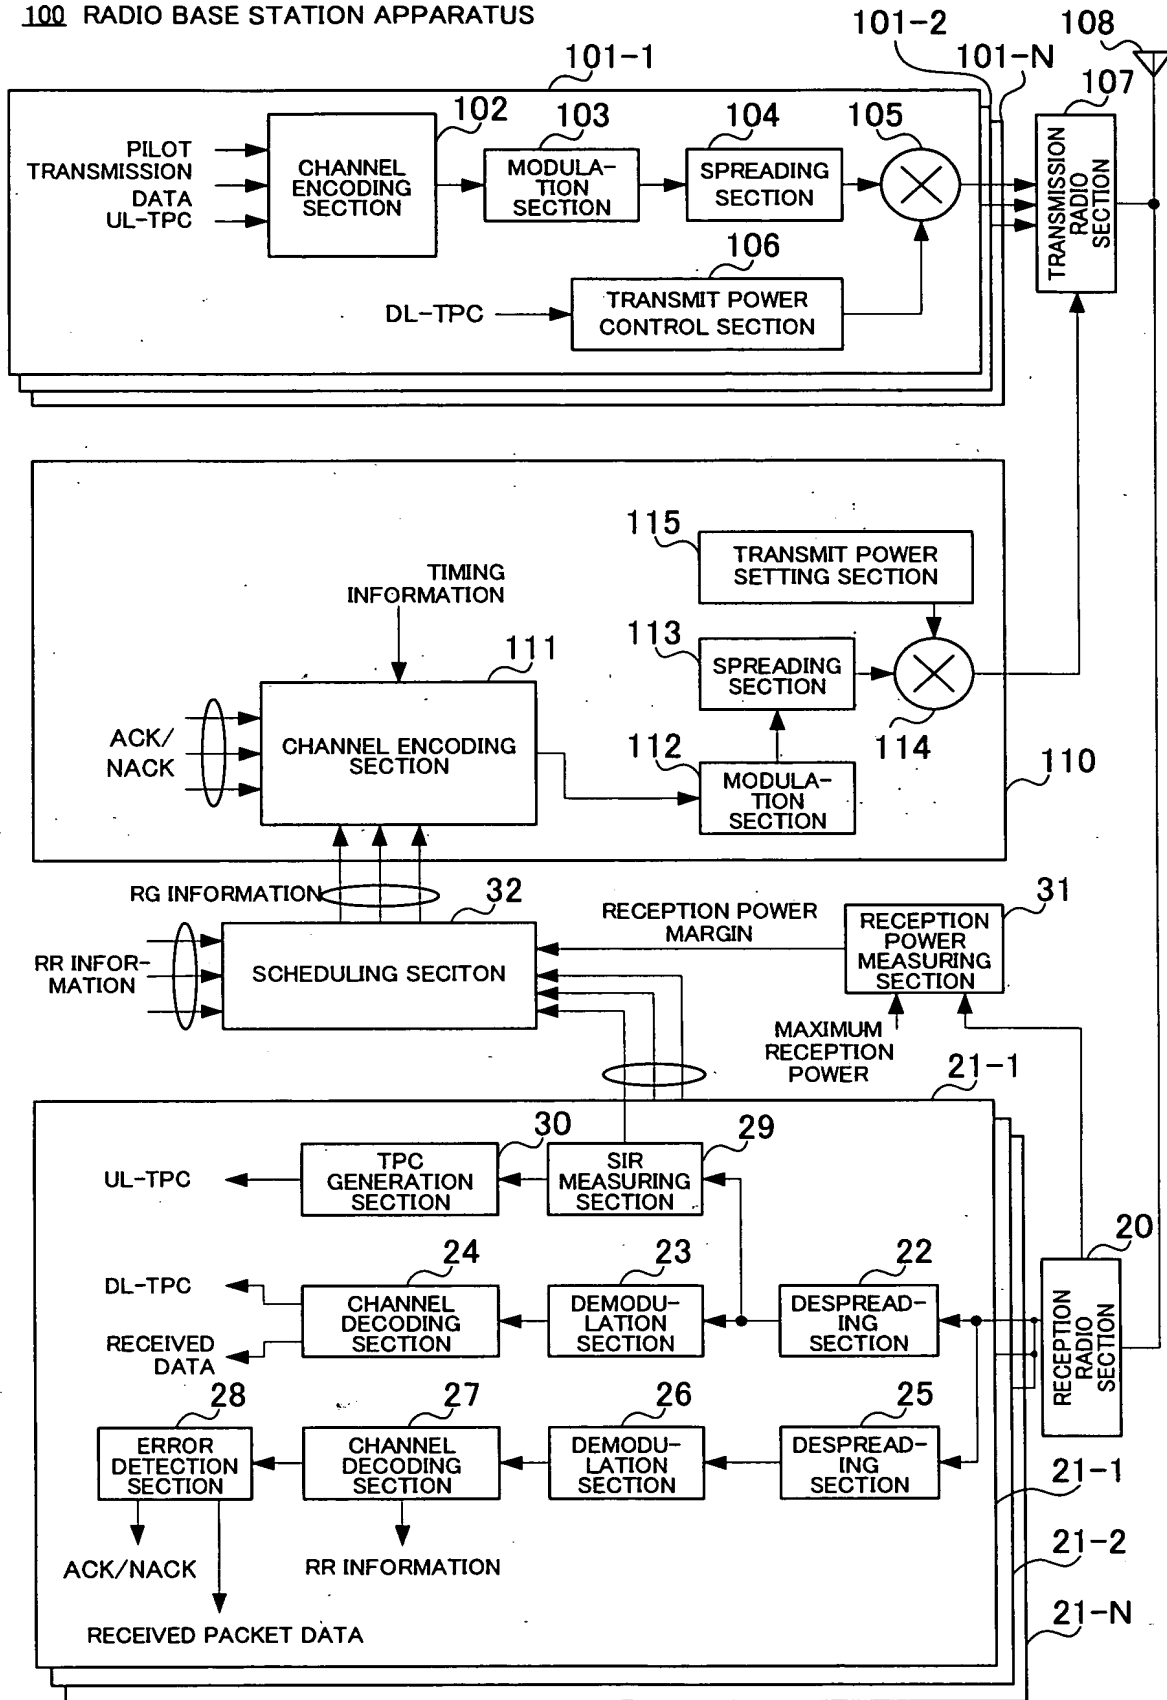 100 RADIO BASE STATION APPARATUS
101-1
101-2
101-N
108
107
102
103
104
105
PILOT
TRANSMISSION
DATA
UL-TPC
CHANNEL
ENCODING
SECTION
MODULA-
TION
SECTION
SPREADING
SECTION
TRANSMISSION
RADIO
SECTION
106
DL-TPC
TRANSMIT POWER
CONTROL SECTION
115
TRANSMIT POWER
SETTING SECTION
TIMING
INFORMATION
111
113
SPREADING
SECTION
114
ACK/
NACK
CHANNEL ENCODING
SECTION
112
MODULA-
TION
SECTION
110
RG INFORMATION
32
RECEPTION POWER
MARGIN
31
RECEPTION
POWER
MEASURING
SECTION
RR INFOR-
MATION
SCHEDULING SECITON
MAXIMUM
RECEPTION
POWER
21-1
30
29
UL-TPC
TPC
GENERATION
SECTION
SIR
MEASURING
SECTION
20
24
23
22
DL-TPC
RECEIVED
DATA
CHANNEL
DECODING
SECTION
DEMODU-
LATION
SECTION
DESPREAD-
ING
SECTION
RECEPTION
RADIO
SECTION
28
27
26
25
ERROR
DETECTION
SECTION
CHANNEL
DECODING
SECTION
DEMODU-
LATION
SECTION
DESPREAD-
ING
SECTION
21-1
21-2
21-N
ACK/NACK
RR INFORMATION
RECEIVED PACKET DATA